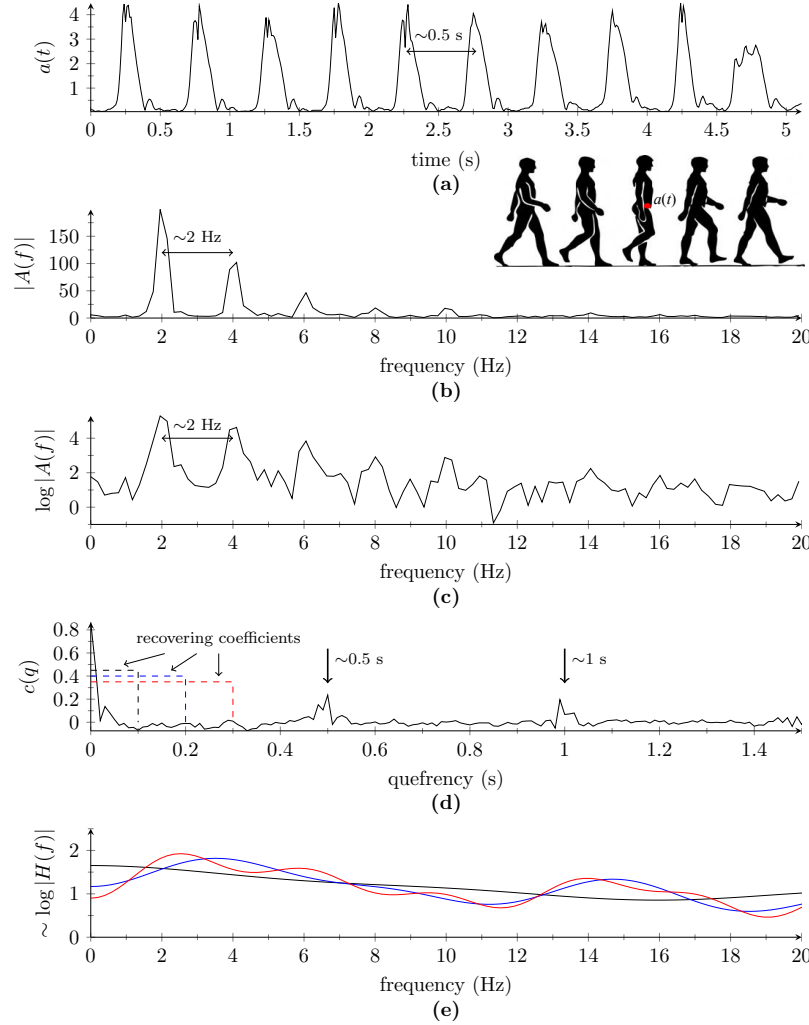 4
3
2
1
a(t)
∼0.5 s
0 0.5 1 1.5 2 2.5 3 3.5 4 4.5 5
time (s)
(a)
a(t)
150
100
50
0
|A(f)|
∼2 Hz
0 2 4 6 8 10 12 14 16 18 20
frequency (Hz)
(b)
4
2
0
log |A(f)|
∼2 Hz
0 2 4 6 8 10 12 14 16 18 20
frequency (Hz)
(c)
0.8
0.6
0.4
0.2
0
c(q)
recovering coefficients
∼0.5 s
∼1 s
0 0.2 0.4 0.6 0.8 1 1.2 1.4
quefrency (s)
(d)
2
1
0
∼ log |H(f)|
0 2 4 6 8 10 12 14 16 18 20
frequency (Hz)
(e)